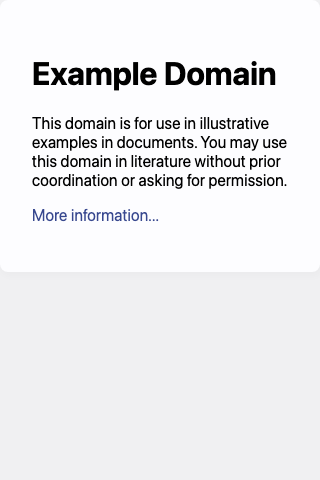 Example Domain
This domain is for use in illustrative
examples in documents. You may use
this domain in literature without prior
coordination or asking for permission.
More information...